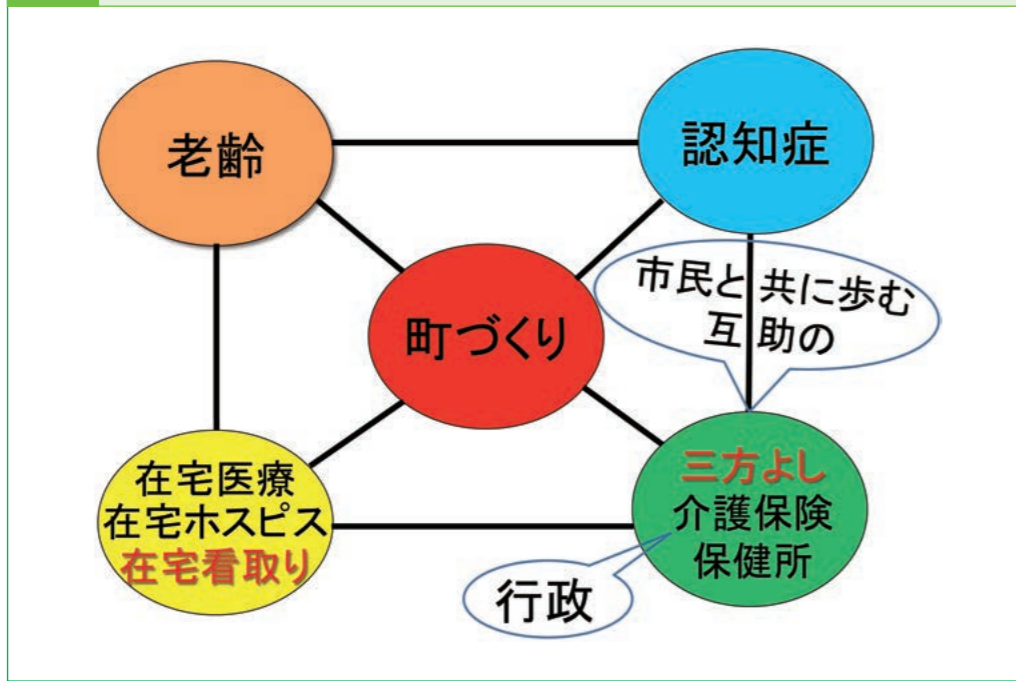 老齢
認知症
町づくり
市民と共に歩む
互助の
在宅医療
在宅ホスピス
在宅看取り
三方よし
介護保険
保健所
行政